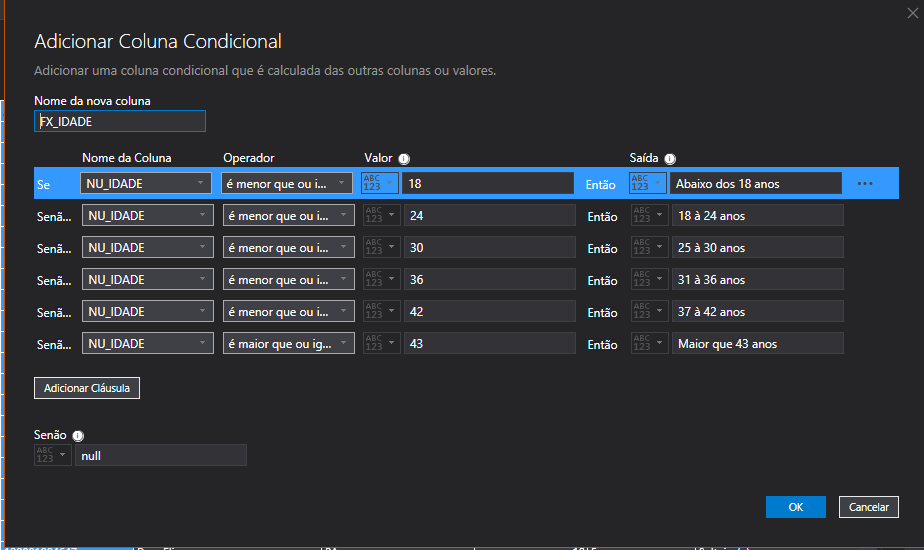 Adicionar Coluna Condicional
Adicionar uma coluna condicional que é calculada das outras colunas ou valores.
Nome da nova coluna
FX_IDADE
Nome da Coluna Operador Valor Saída
Se NU_IDADE é menor que ou i... ABC 123 18 Então ABC 123 Abaixo dos 18 anos ...
Senã... NU_IDADE é menor que ou i... ABC 123 24 Então ABC 123 18 à 24 anos
Senã... NU_IDADE é menor que ou i... ABC 123 30 Então ABC 123 25 à 30 anos
Senã... NU_IDADE é menor que ou i... ABC 123 36 Então ABC 123 31 à 36 anos
Senã... NU_IDADE é menor que ou i... ABC 123 42 Então ABC 123 37 à 42 anos
Senã... NU_IDADE é maior que ou ig... ABC 123 43 Então ABC 123 Maior que 43 anos
Adicionar Cláusula
Senão
ABC 123 null
OK Cancelar